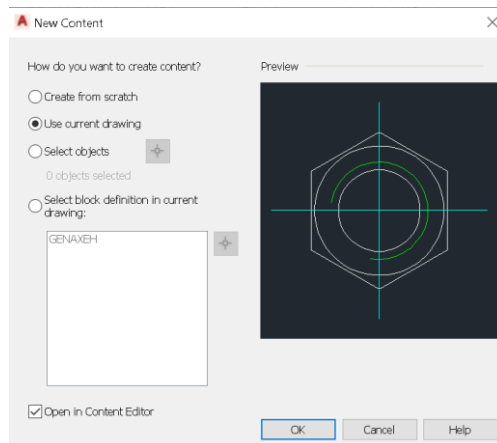 New Content
How do you want to create content?
Create from scratch
Use current drawing
Select objects
0 objects selected
Select block definition in current
drawing:
GENAXEH
Open in Content Editor
Preview
OK
Cancel
Help